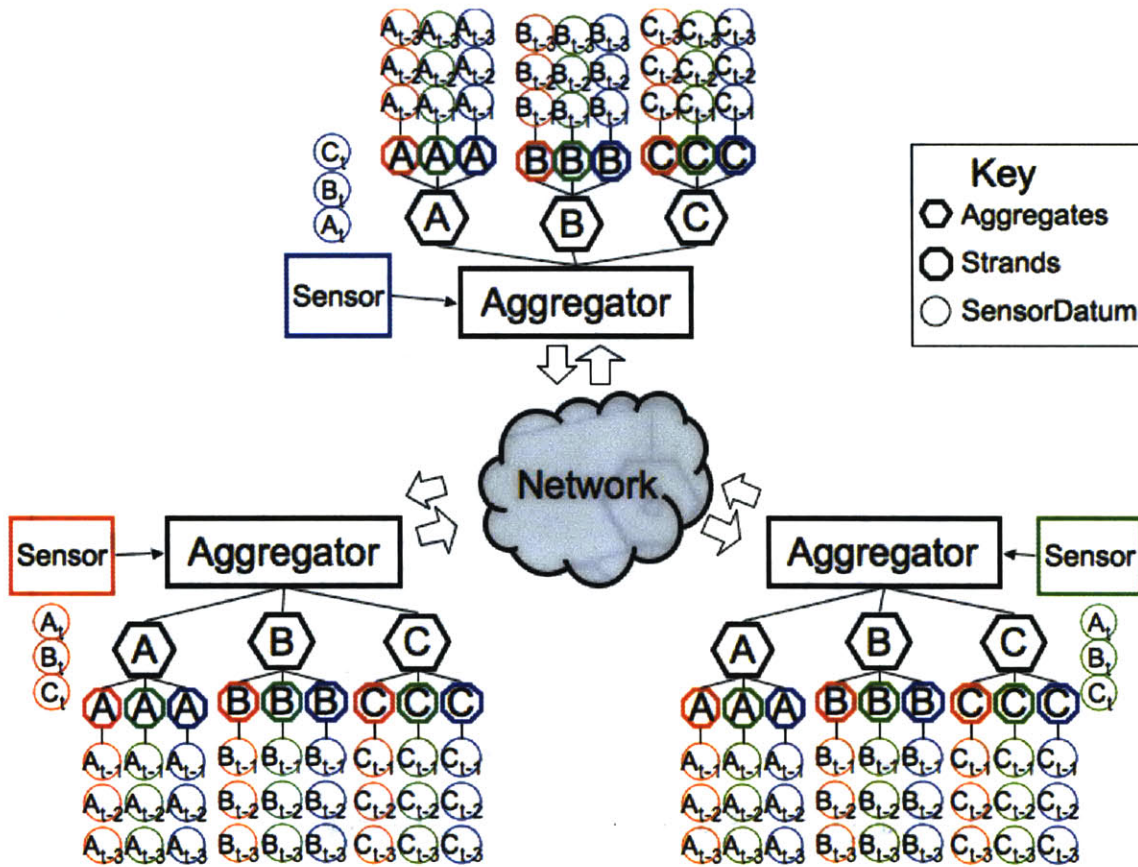 A t-3 A t-3 A t-3 B t-3 B t-3 B t-3 C t-3 C t-3 C t-3
A t-2 A t-2 A t-2 B t-2 B t-2 B t-2 C t-2 C t-2 C t-2
A t-1 A t-1 A t-1 B t-1 B t-1 B t-1 C t-1 C t-1 C t-1
A A A B B B C C C
C t
B t
A t
A B C
Key
Aggregates
Strands
SensorDatum
Sensor
Aggregator
Network
Sensor
Aggregator
A t
B t
C t
A B C
A A A B B B C C C
A t-1 A t-1 A t-1 B t-1 B t-1 B t-1 C t-1 C t-1 C t-1
A t-2 A t-2 A t-2 B t-2 B t-2 B t-2 C t-2 C t-2 C t-2
A t-3 A t-3 A t-3 B t-3 B t-3 B t-3 C t-3 C t-3 C t-3
Aggregator
Sensor
A t
B t
C t
A B C
A A A B B B C C C
A t-1 A t-1 A t-1 B t-1 B t-1 B t-1 C t-1 C t-1 C t-1
A t-2 A t-2 A t-2 B t-2 B t-2 B t-2 C t-2 C t-2 C t-2
A t-3 A t-3 A t-3 B t-3 B t-3 B t-3 C t-3 C t-3 C t-3